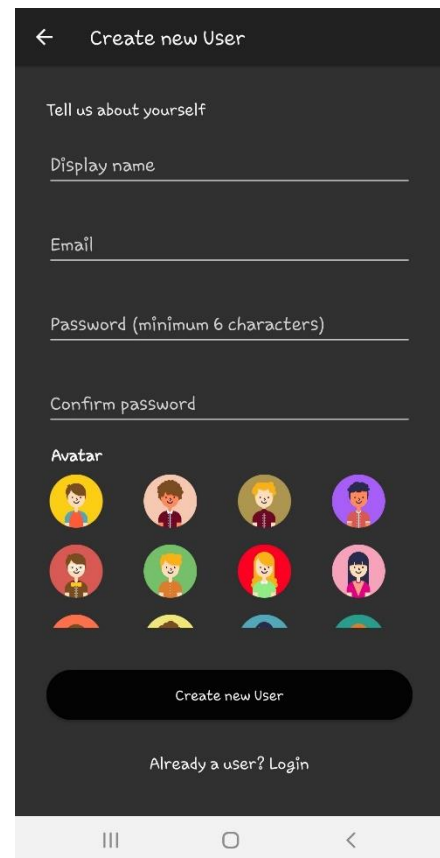 Create new User
Tell us about yourself
Display name
Email
Password (minimum 6 characters)
Confirm password
Avatar
Create new User
Already a user? Login